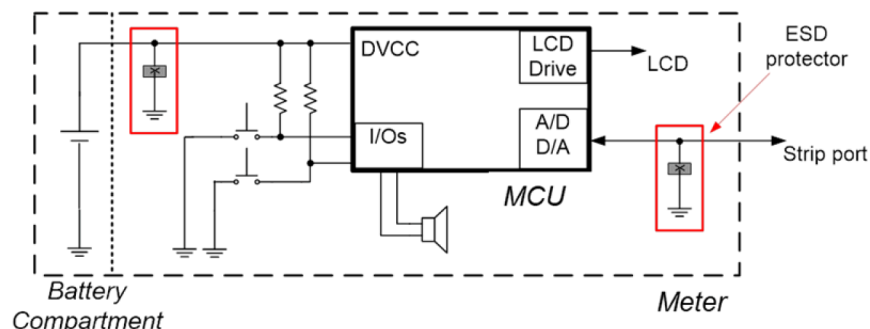 DVCC
LCD
Drive
LCD
ESD
protector
I/Os
A/D
D/A
Strip port
MCU
Battery
Compartment
Meter